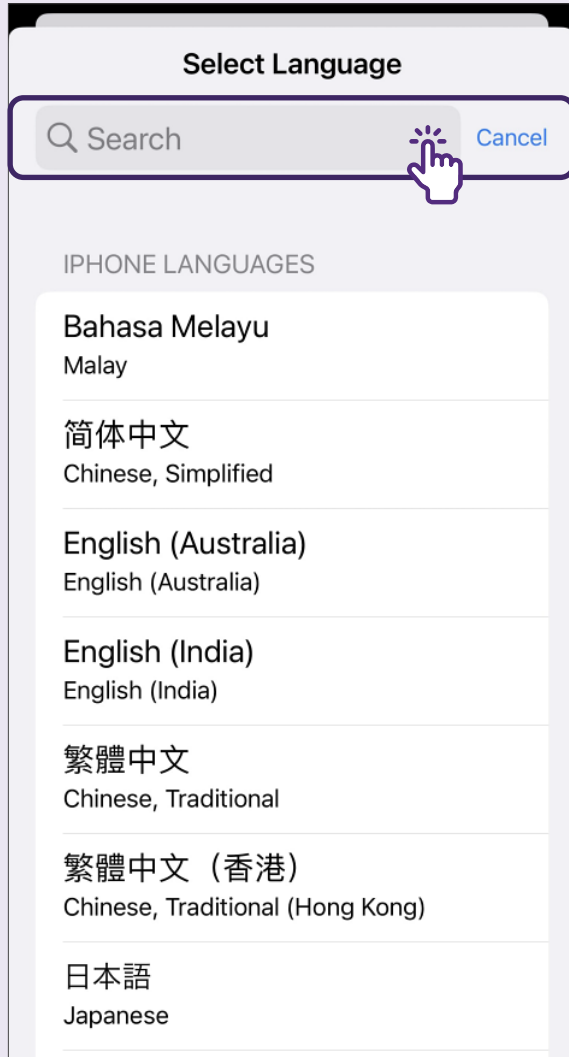 Select Language
Search Cancel
IPHONE LANGUAGES
Bahasa Melayu
Malay
简体中文
Chinese, Simplified
English (Australia)
English (Australia)
English (India)
English (India)
繁體中文
Chinese, Traditional
繁體中文（香港）
Chinese, Traditional (Hong Kong)
日本語
Japanese